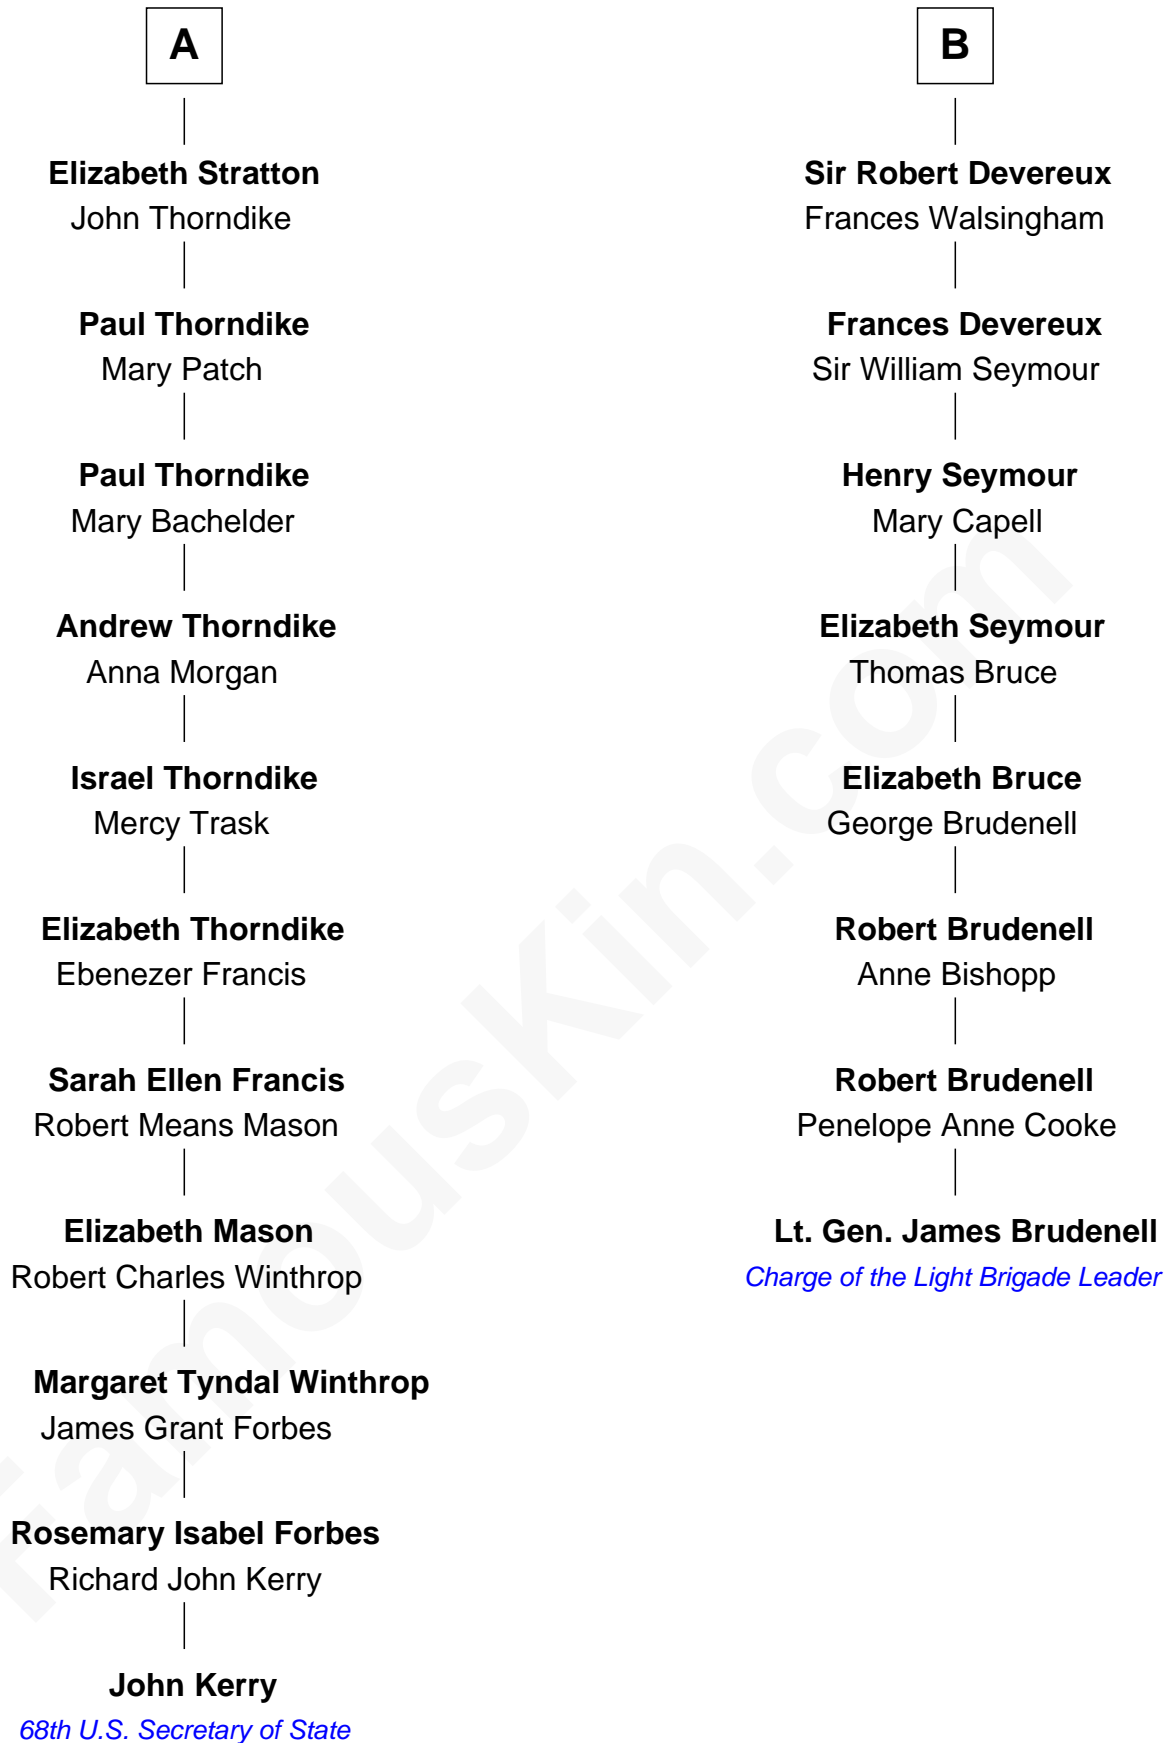 A
Elizabeth Stratton
John Thorndike
Paul Thorndike
Mary Patch
Paul Thorndike
Mary Bachelder
Andrew Thorndike
Anna Morgan
Israel Thorndike
Mercy Trask
Elizabeth Thorndike
Ebenezer Francis
Sarah Ellen Francis
Robert Means Mason
Elizabeth Mason
Robert Charles Winthrop
Margaret Tyndal Winthrop
James Grant Forbes
Rosemary Isabel Forbes
Richard John Kerry
John Kerry
68th U.S. Secretary of State
B
Sir Robert Devereux
Frances Walsingham
Frances Devereux
Sir William Seymour
Henry Seymour
Mary Capell
Elizabeth Seymour
Thomas Bruce
Elizabeth Bruce
George Brudenell
Robert Brudenell
Anne Bishopp
Robert Brudenell
Penelope Anne Cooke
Lt. Gen. James Brudenell
Charge of the Light Brigade Leader
FamousKin.com